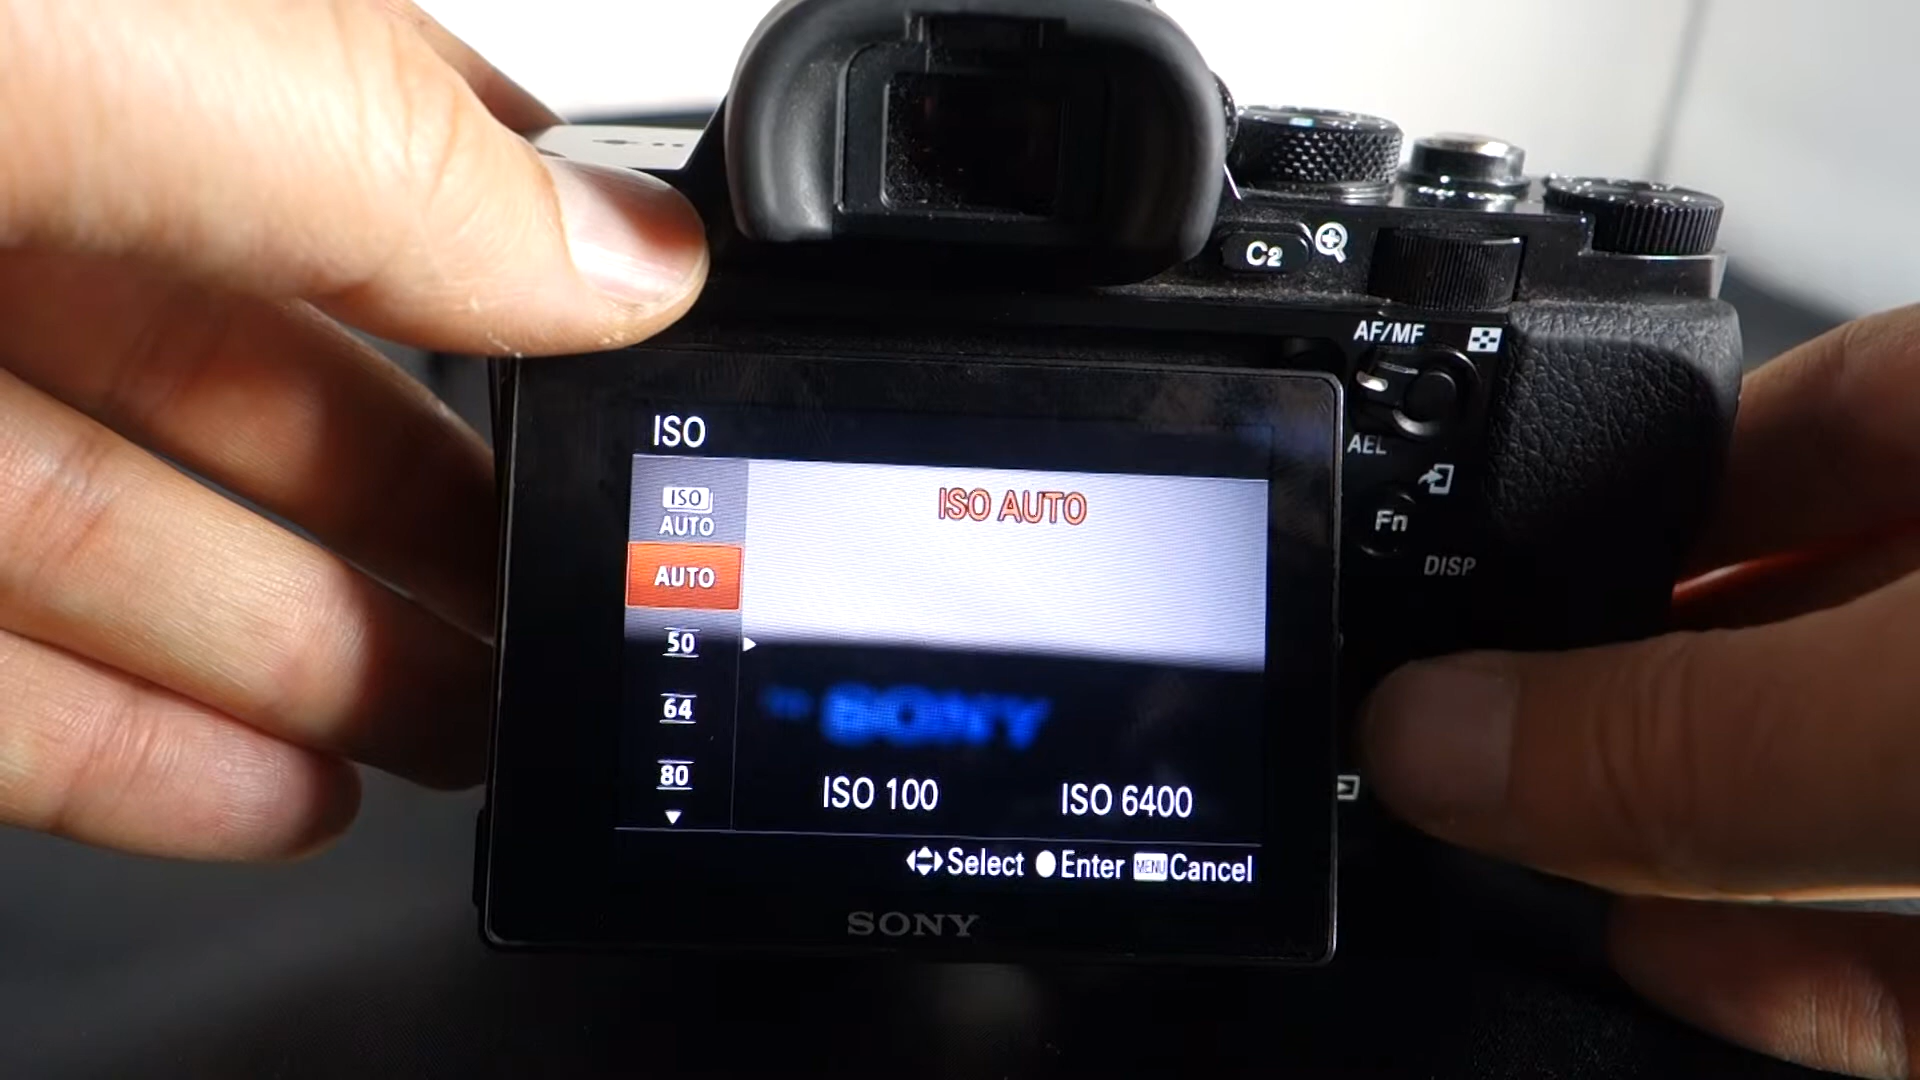 C2
AF/MF
AEL
Fn
DISP
ISO
ISO
AUTO
ISO AUTO
AUTO
50
64
SONY
80
ISO 100 ISO 6400
Select Enter MENU Cancel
SONY